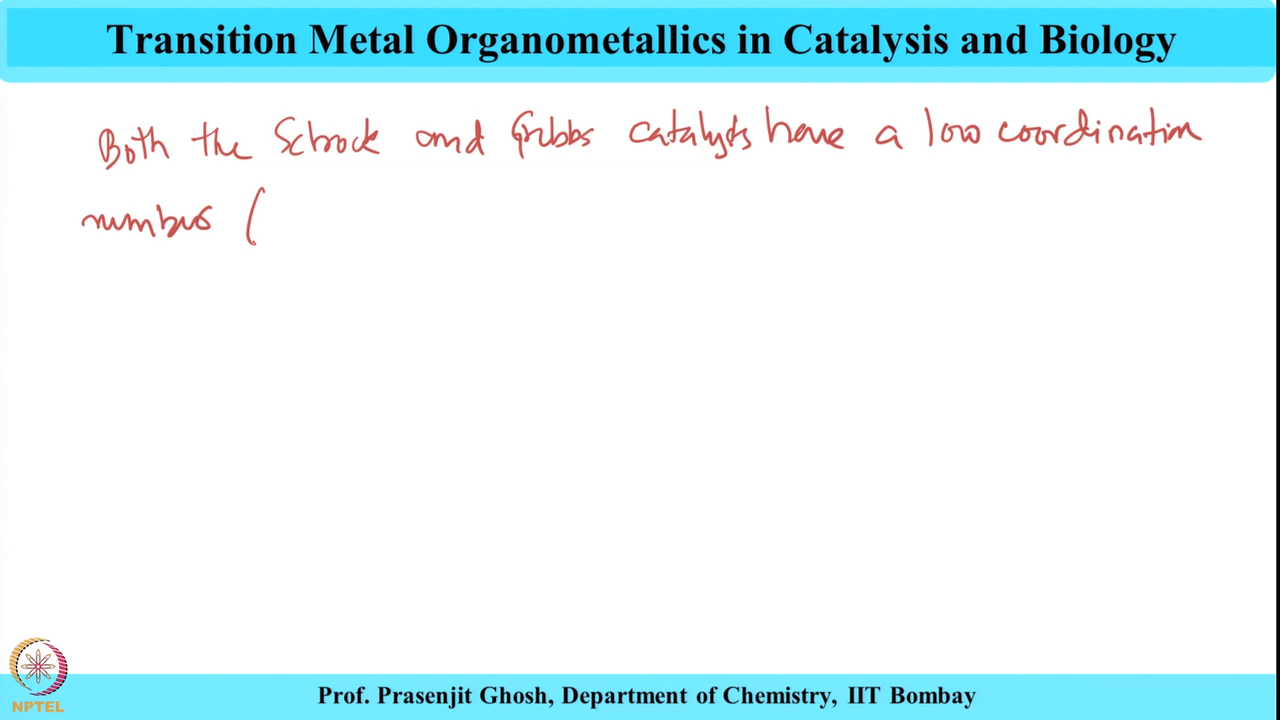 Transition Metal Organometallics in Catalysis and Biology
Both the Schrock and Grubbs catalysts have a low coordination
number (
NPTEL
Prof. Prasenjit Ghosh, Department of Chemistry, IIT Bombay